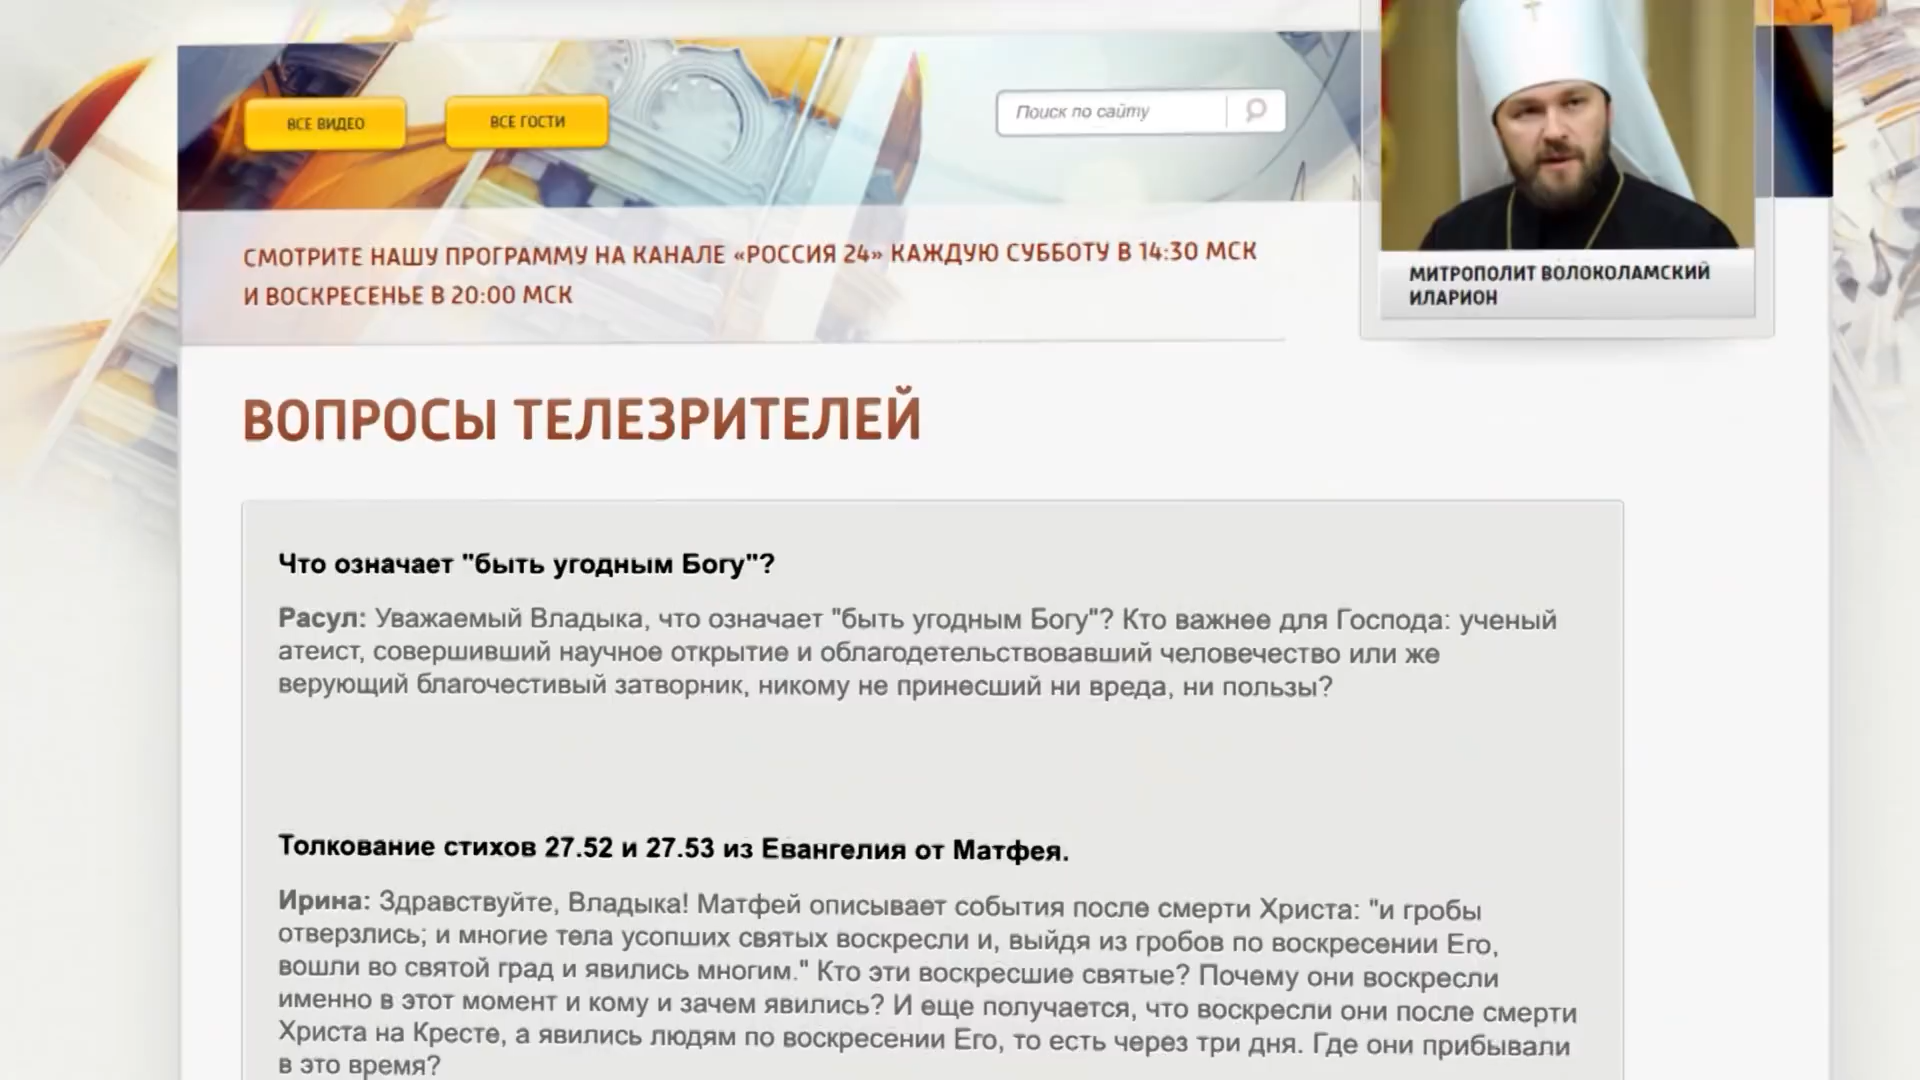 ВСЕ ВИДЕО
ВСЕ ГОСТИ
Поиск по сайту
СМОТРИТЕ НАШУ ПРОГРАММУ НА КАНАЛЕ «РОССИЯ 24» КАЖДУЮ СУББОТУ В 14:30 МСК
И ВОСКРЕСЕНЬЕ В 20:00 МСК
МИТРОПОЛИТ ВОЛОКОЛАМСКИЙ
ИЛАРИОН
ВОПРОСЫ ТЕЛЕЗРИТЕЛЕЙ
Что означает "быть угодным Богу"?
Расул: Уважаемый Владыка, что означает "быть угодным Богу"? Кто важнее для Господа: ученый
атеист, совершивший научное открытие и облагодетельствовавший человечество или же
верующий благочестивый затворник, никому не принесший ни вреда, ни пользы?
Толкование стихов 27.52 и 27.53 из Евангелия от Матфея.
Ирина: Здравствуйте, Владыка! Матфей описывает события после смерти Христа: "и гробы
отверзлись; и многие тела усопших святых воскресли и, выйдя из гробов по воскресении Его,
вошли во святой град и явились многим." Кто эти воскресшие святые? Почему они воскресли
именно в этот момент и кому и зачем явились? И еще получается, что воскресли они после смерти
Христа на Кресте, а явились людям по воскресении Его, то есть через три дня. Где они прибывали
в это время?